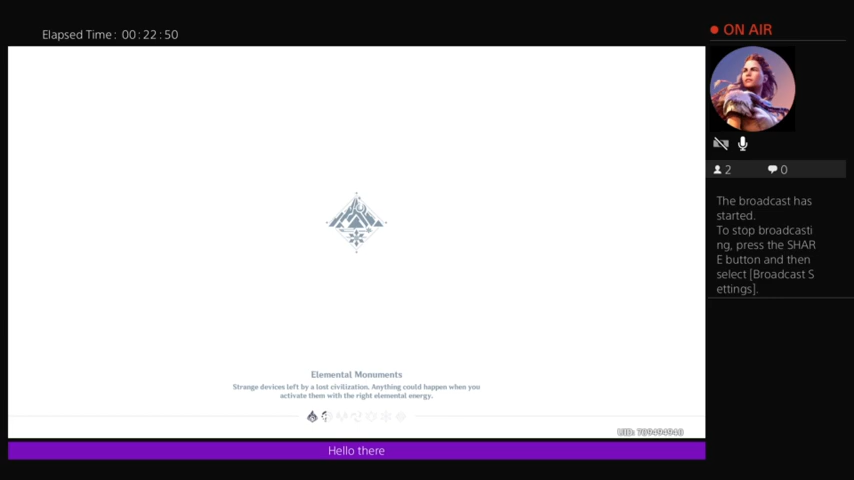 Elapsed Time: 00:22:50
ON AIR
2
0
The broadcast has
started.
To stop broadcasti
ng, press the SHAR
E button and then
select [Broadcast S
ettings].
Elemental Monuments
Strange devices left by a lost civilization. Anything could happen when you
activate them with the right elemental energy.
UID: 709494940
Hello there